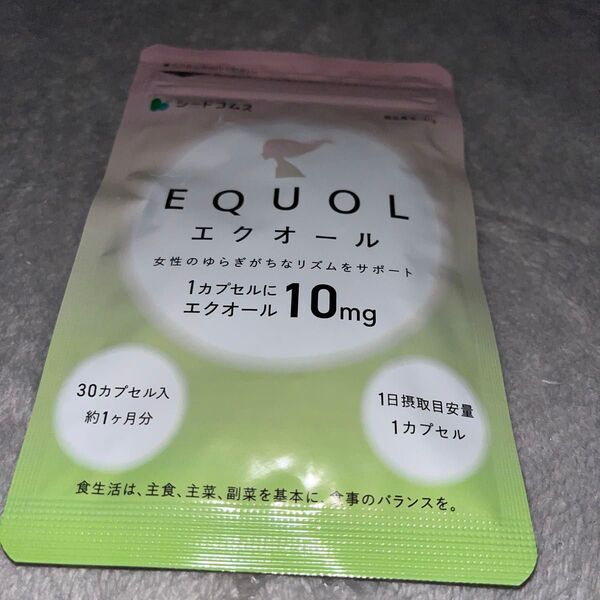 シードコムス
EQUOL
エクオール
女性のゆらぎがちなリズムをサポート
1カプセルに
エクオール 10mg
30カプセル入
約1ヶ月分
1日摂取目安量
1カプセル
食生活は、主食、主菜、副菜を基本に、食事のバランスを。